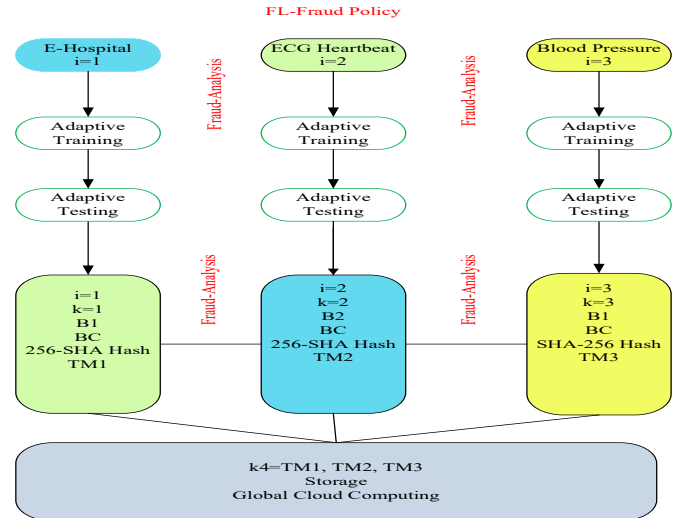 FL-Fraud Policy
E-Hospital
i=1
ECG Heartbeat
i=2
Blood Pressure
i=3
Fraud-Analysis
Fraud-Analysis
Adaptive
Training
Adaptive
Training
Adaptive
Training
Adaptive
Testing
Adaptive
Testing
Adaptive
Testing
Fraud-Analysis
Fraud-Analysis
i=1
k=1
B1
BC
256-SHA Hash
TM1
i=2
k=2
B2
BC
256-SHA Hash
TM2
i=3
k=3
B1
BC
SHA-256 Hash
TM3
k4=TM1, TM2, TM3
Storage
Global Cloud Computing